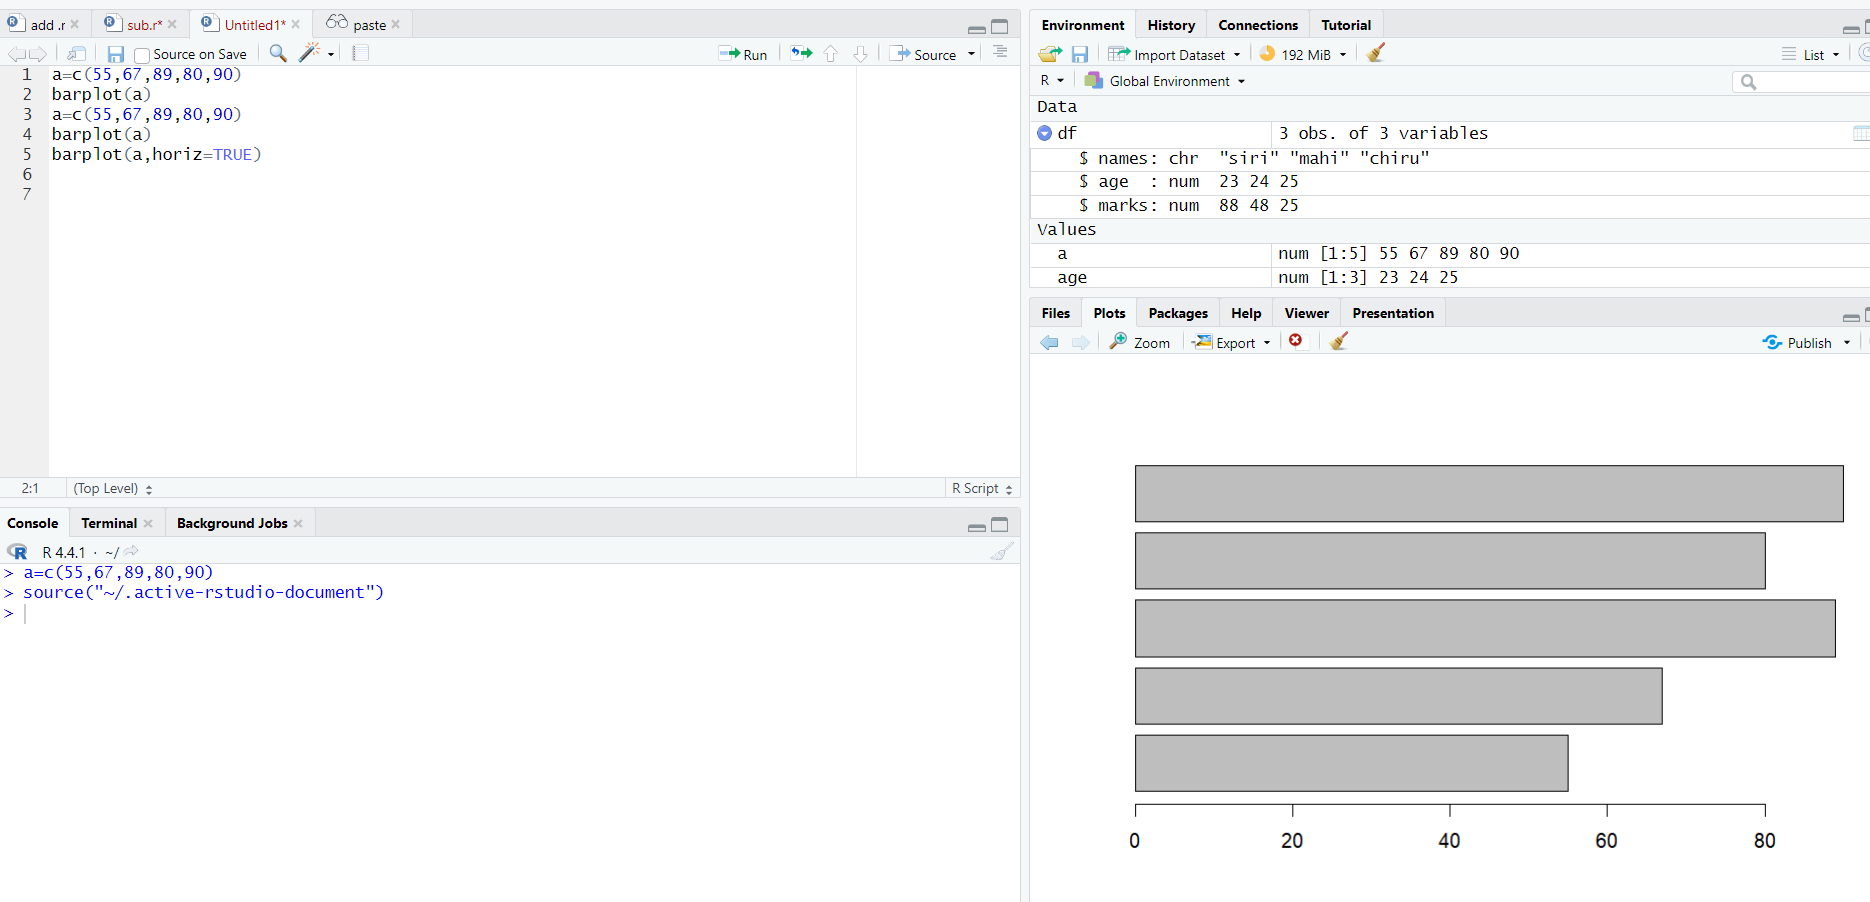 add .r
sub.r*
Untitled1*
paste
Source on Save
Run
Source
1 a=c(55,67,89,80,90)
2 barplot(a)
3 a=c(55,67,89,80,90)
4 barplot(a)
5 barplot(a,horiz=TRUE)
6
7
2:1 (Top Level) R Script
Console Terminal Background Jobs
R 4.4.1 · ~/
> a=c(55,67,89,80,90)
> source("~/.active-rstudio-document")
>
Environment History Connections Tutorial
Import Dataset 192 MiB List
R Global Environment
Data
df 3 obs. of 3 variables
$ names: chr "siri" "mahi" "chiru"
$ age : num 23 24 25
$ marks: num 88 48 25
Values
a num [1:5] 55 67 89 80 90
age num [1:3] 23 24 25
Files Plots Packages Help Viewer Presentation
Zoom Export Publish
0 20 40 60 80